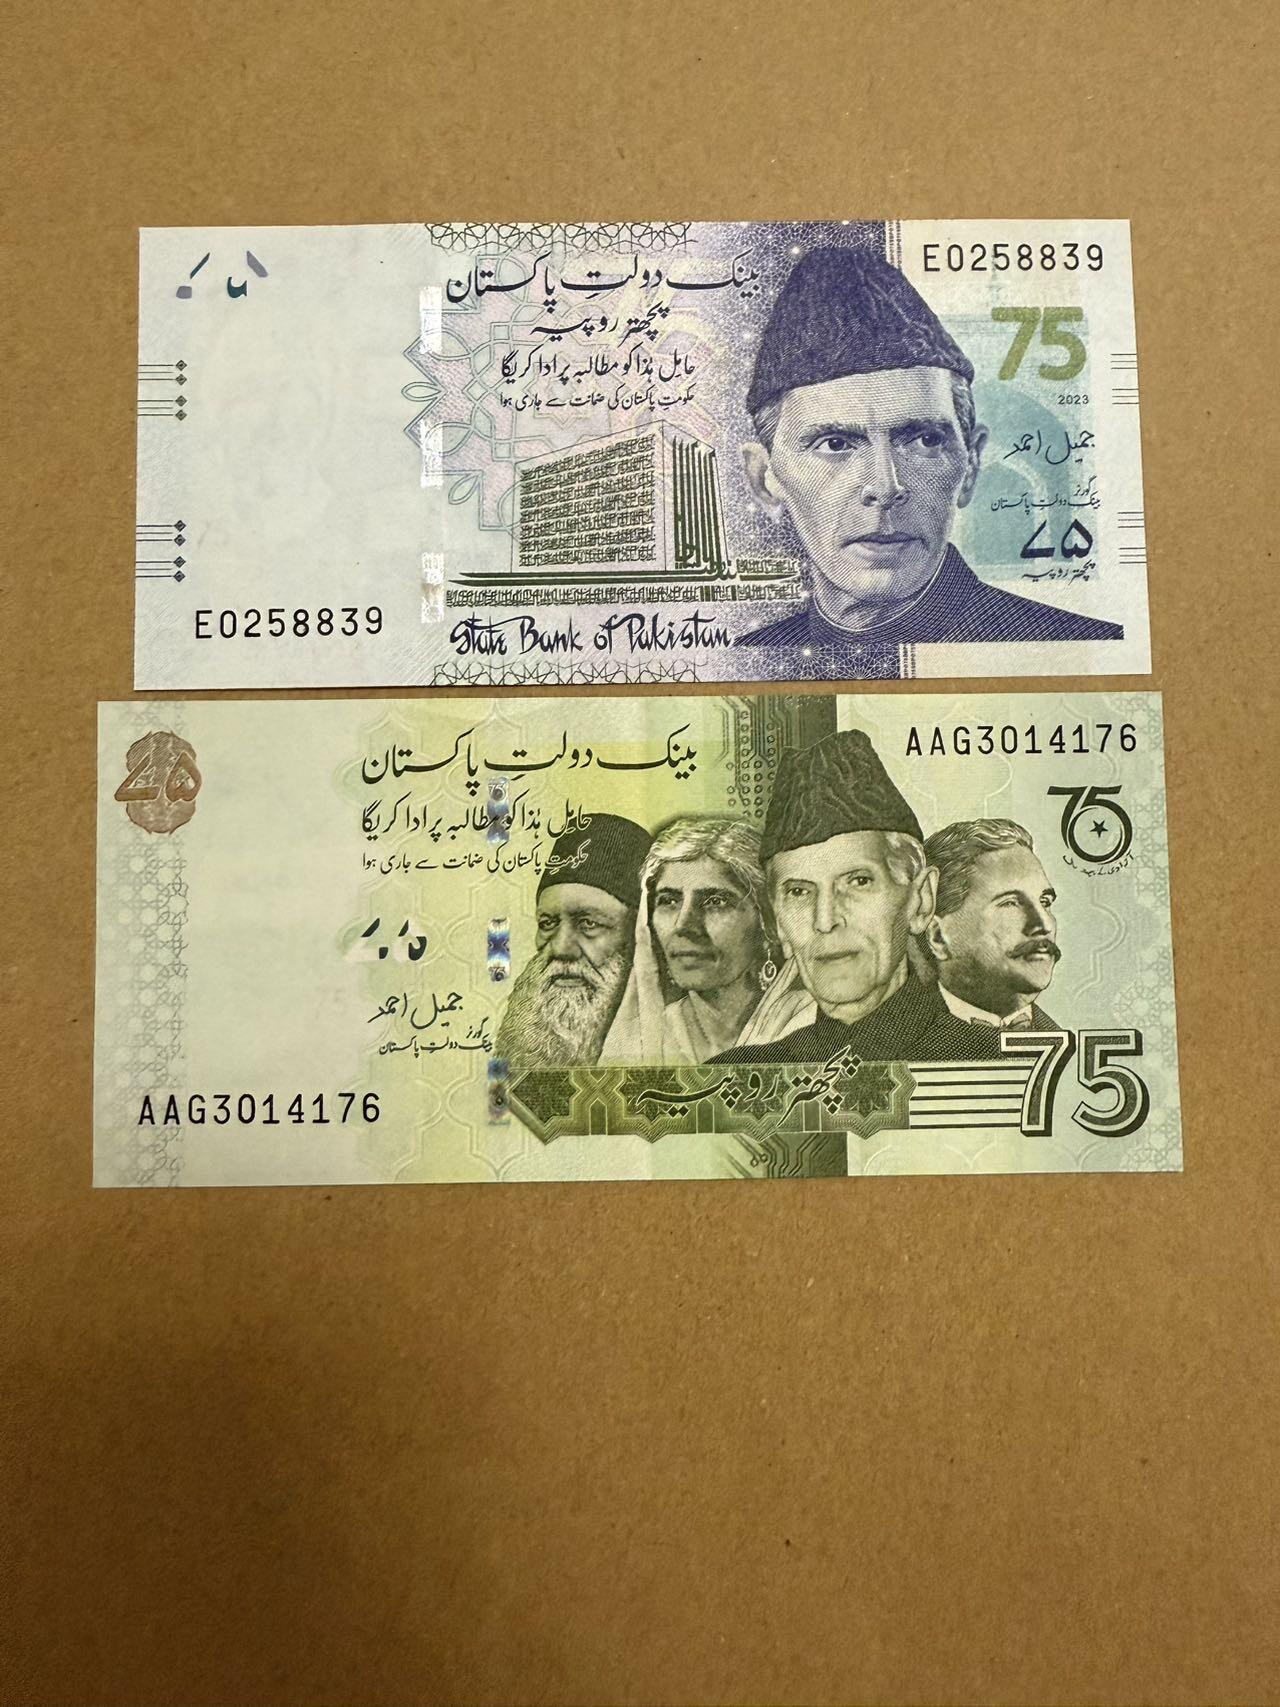 بینک دولتِ پاکستان
E0258839
پچھتر روپیہ
75
حاملِ ہٰذا کو مطالبہ پر ادا کریگا
2023
حکومتِ پاکستان کی ضمانت سے جاری ہوا
جمیل احمد
گورنر
بینک دولتِ پاکستان
۷۵
پچھتر روپیہ
E0258839
State Bank of Pakistan
AAG3014176
بینک دولتِ پاکستان
۷۵
75
حاملِ ہٰذا کو مطالبہ پر ادا کریگا
حکومتِ پاکستان کی ضمانت سے جاری ہوا
جمیل احمد
گورنر
بینک دولتِ پاکستان
پچھتر روپیہ
75
AAG3014176